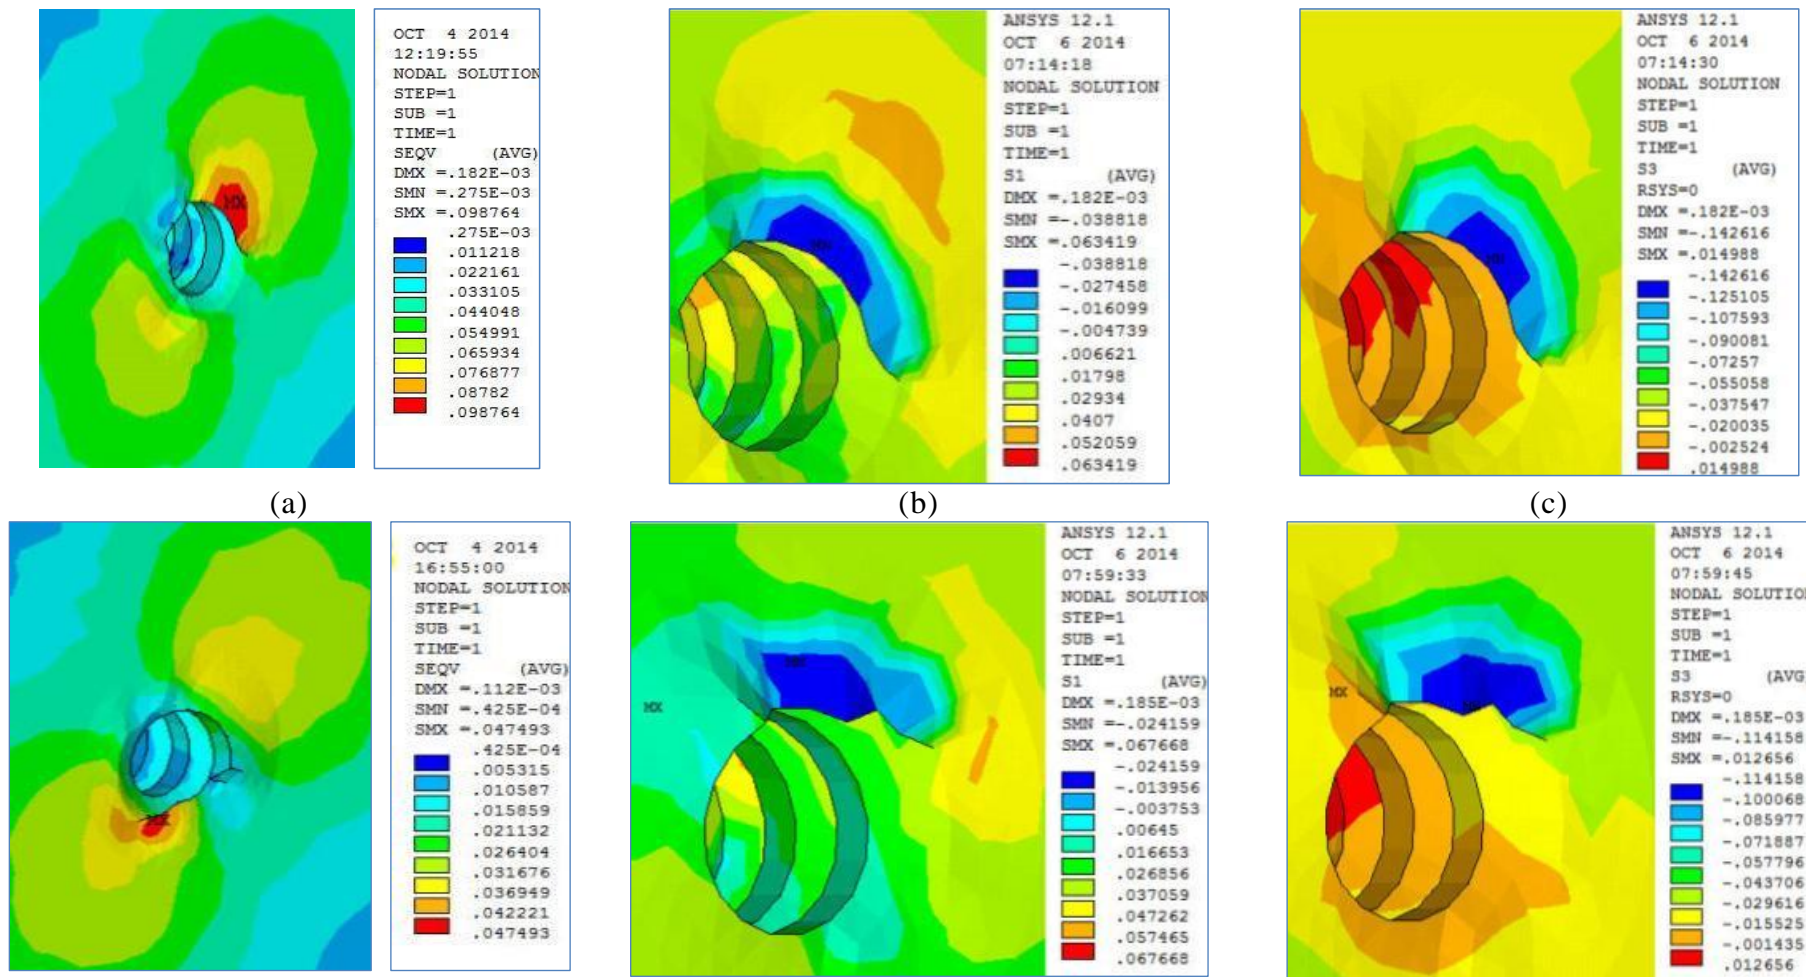 OCT 4 2014
12:19:55
NODAL SOLUTION
STEP=1
SUB =1
TIME=1
SEQV (AVG)
DMX =.182E-03
SMN =.275E-03
SMX =.098764
.275E-03
.011218
.022161
.033105
.044048
.054991
.065934
.076877
.08782
.098764
MX
(a)
ANSYS 12.1
OCT 6 2014
07:14:18
NODAL SOLUTION
STEP=1
SUB =1
TIME=1
S1 (AVG)
DMX =.182E-03
SMN =-.038818
SMX =.063419
-.038818
-.027458
-.016099
-.004739
.006621
.01798
.02934
.0407
.052059
.063419
MN
(b)
ANSYS 12.1
OCT 6 2014
07:14:30
NODAL SOLUTION
STEP=1
SUB =1
TIME=1
S3 (AVG)
RSYS=0
DMX =.182E-03
SMN =-.142616
SMX =.014988
-.142616
-.125105
-.107593
-.090081
-.07257
-.055058
-.037547
-.020035
-.002524
.014988
MN
(c)
OCT 4 2014
16:55:00
NODAL SOLUTION
STEP=1
SUB =1
TIME=1
SEQV (AVG)
DMX =.112E-03
SMN =.425E-04
SMX =.047493
.425E-04
.005315
.010587
.015859
.021132
.026404
.031676
.036949
.042221
.047493
MX
ANSYS 12.1
OCT 6 2014
07:59:33
NODAL SOLUTION
STEP=1
SUB =1
TIME=1
S1 (AVG)
DMX =.185E-03
SMN =-.024159
SMX =.067668
-.024159
-.013956
-.003753
.00645
.016653
.026856
.037059
.047262
.057465
.067668
MN
MX
ANSYS 12.1
OCT 6 2014
07:59:45
NODAL SOLUTIO
STEP=1
SUB =1
TIME=1
S3 (AVG
RSYS=0
DMX =.185E-03
SMN =-.114158
SMX =.012656
-.114158
-.100068
-.085977
-.071887
-.057796
-.043706
-.029616
-.015525
-.001435
.012656
MX
MN